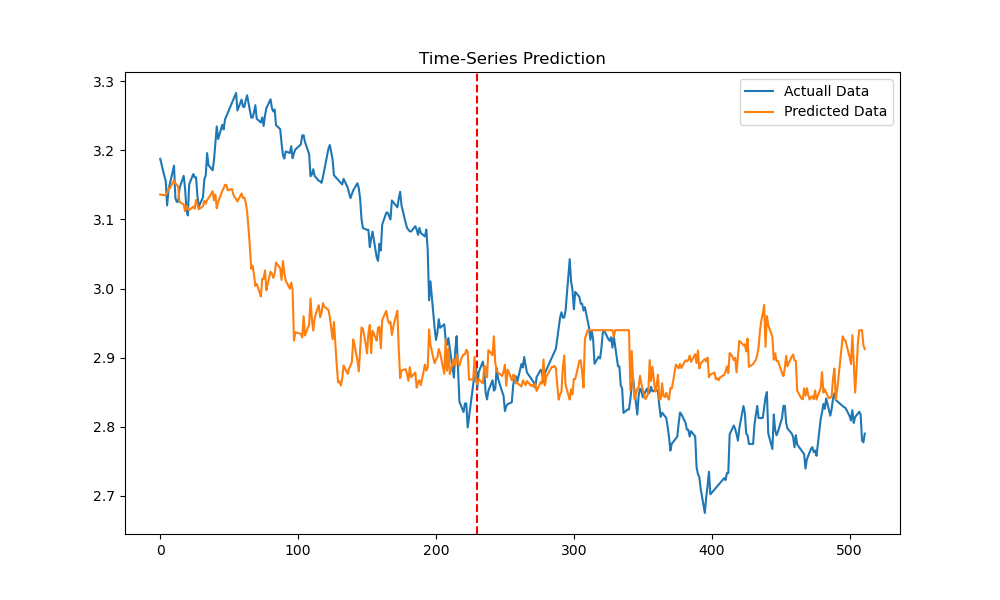 Time-Series Prediction
Actuall Data
Predicted Data
3.3
3.2
3.1
3.0
2.9
2.8
2.7
0 100 200 300 400 500